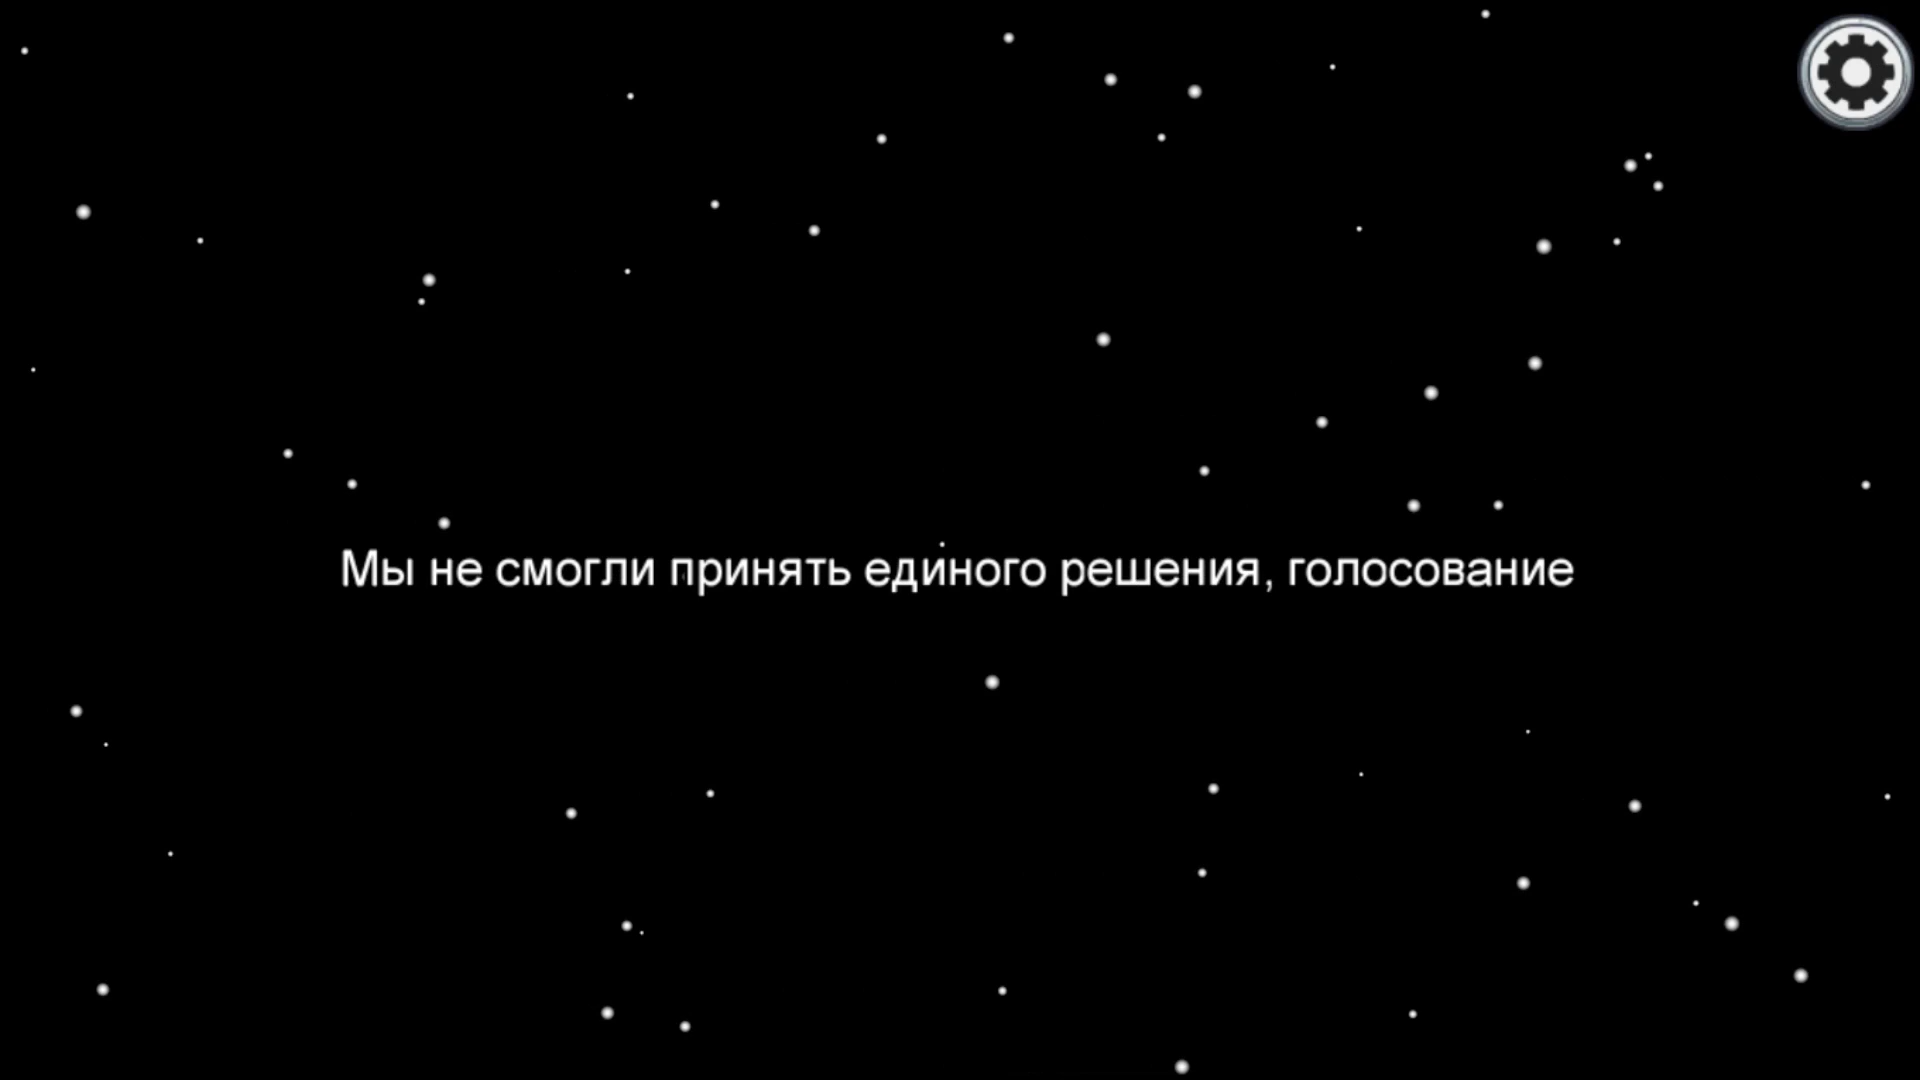 Мы не смогли принять единого решения, голосование